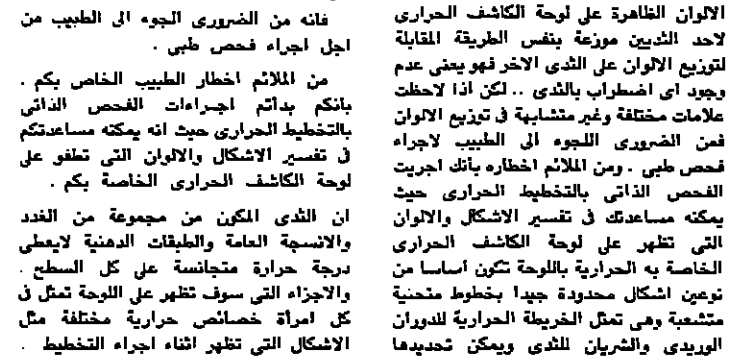 الالوان الظاهرة على لوحة الكاشف الحرارى
لاحد الثديين موزعة بنفس الطريقة المقابلة
لتوزيع الالوان على الثدى الاخر فهو يعنى عدم
وجود اى اضطراب بالثدى .. لكن اذا لاحظت
علامات مختلفة وغير متشابهة فى توزيع الالوان
فمن الضرورى اللجوء الى الطبيب لاجراء
فحص طبى . ومن الملائم اخطاره بأنك اجريت
الفحص الذاتى بالتخطيط الحرارى حيث
يمكنه مساعدتك فى تفسير الاشكال والالوان
التى تظهر على لوحة الكاشف الحرارى
الخاصة به الحرارية باللوحة تكون أساسا من
نوعين اشكال محدودة جيدا بخطوط منحنية
متشعبة وهى تمثل الخريطة الحرارية للدوران
الوريدى والشريان للثدى ويمكن تحديدها
فانه من الضرورى الجوء الى الطبيب من
اجل اجراء فحص طبى .
من الملائم اخطار الطبيب الخاص بكم .
بانكم بدأتم اجراءات الفحص الذاتى
بالتخطيط الحرارى حيث انه يمكنه مساعدتكم
فى تفسير الاشكال والالوان التى تطفو على
لوحة الكاشف الحرارى الخاصة بكم .
ان الثدى المكون من مجموعة من الغدد
والانسجة العامة والطبقات الدهنية لايعطى
درجة حرارة متجانسة على كل السطح .
والاجزاء التى سوف تظهر على اللوحة تمثل فى
كل امرأة خصائص حرارية مختلفة مثل
الاشكال التى تظهر اثناء اجراء التخطيط .